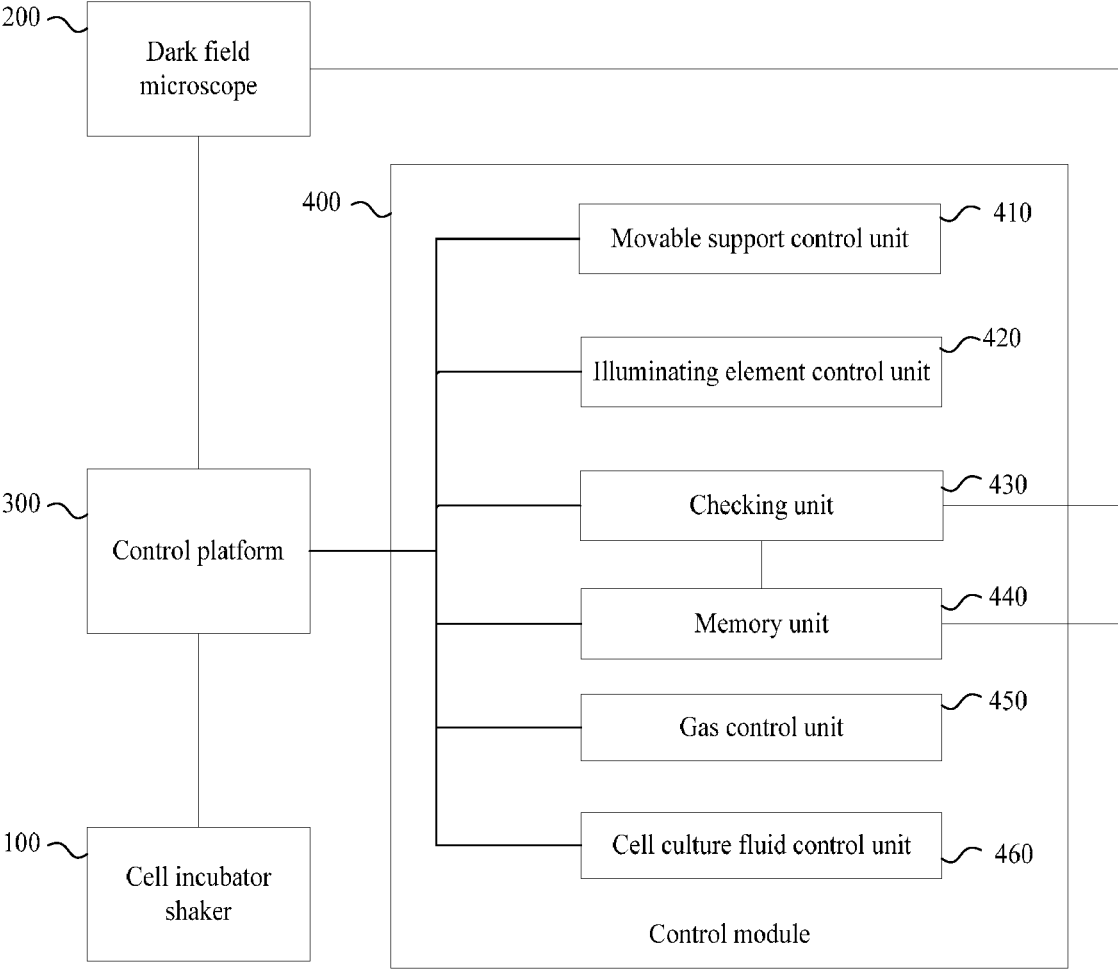 200
Dark field
microscope
400
410
Movable support control unit
420
Illuminating element control unit
300
Control platform
430
Checking unit
440
Memory unit
450
Gas control unit
100
Cell incubator
shaker
Cell culture fluid control unit
460
Control module